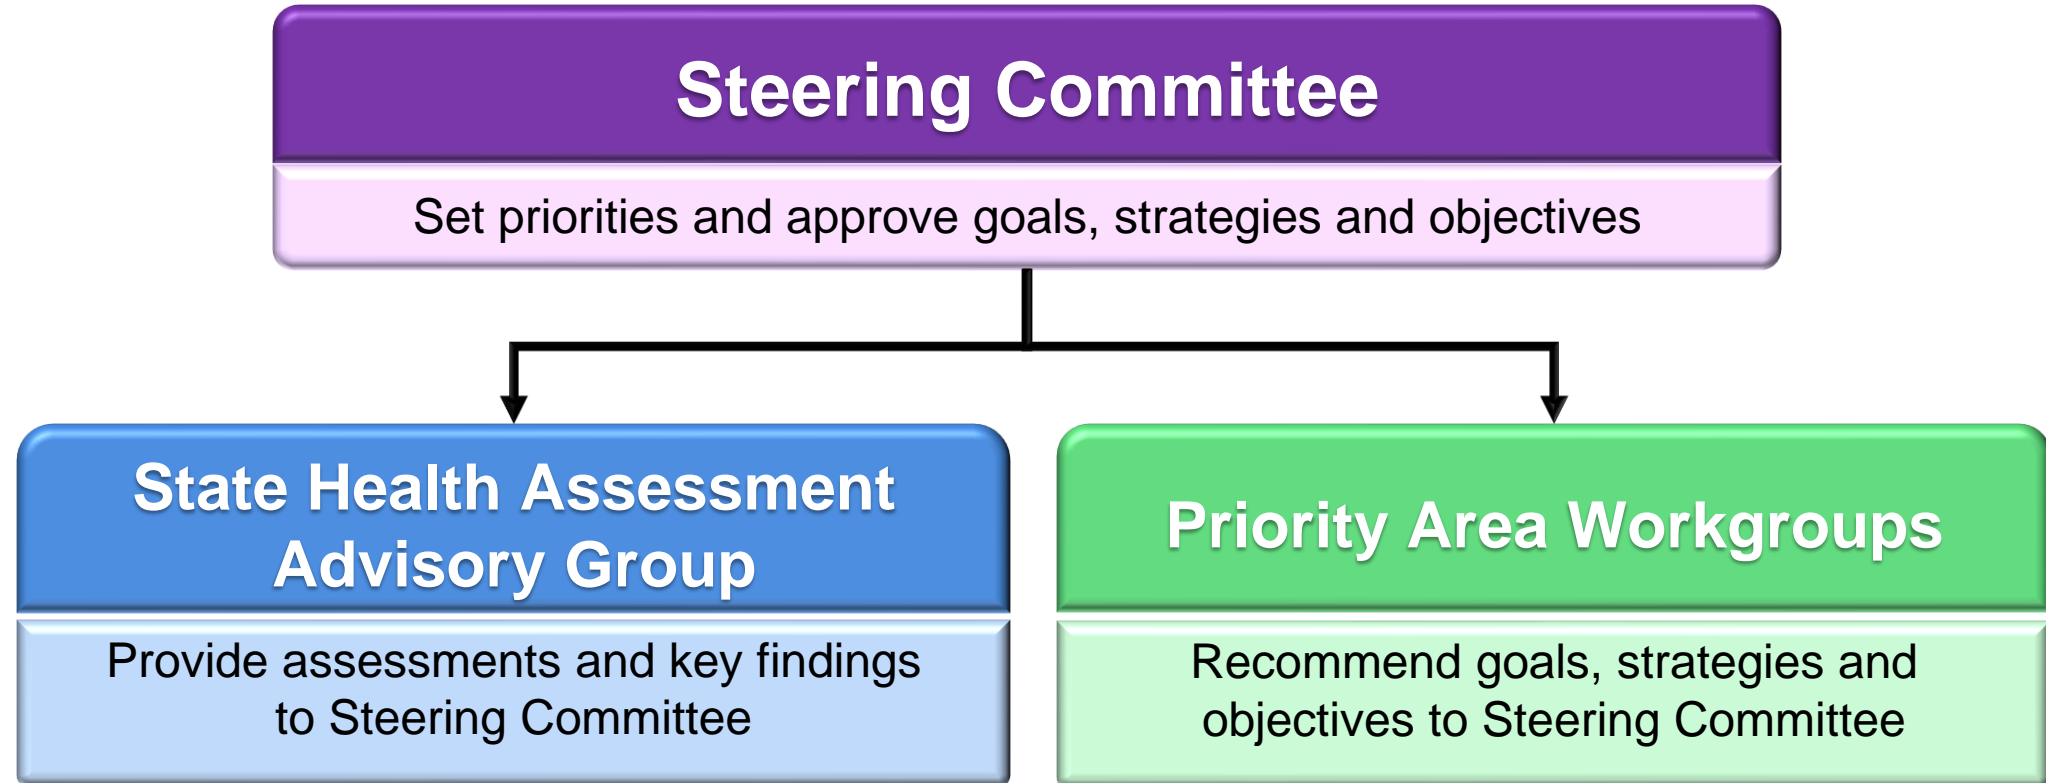 Steering Committee
Set priorities and approve goals, strategies and objectives
State Health Assessment
Advisory Group
Provide assessments and key findings
to Steering Committee
Priority Area Workgroups
Recommend goals, strategies and
objectives to Steering Committee